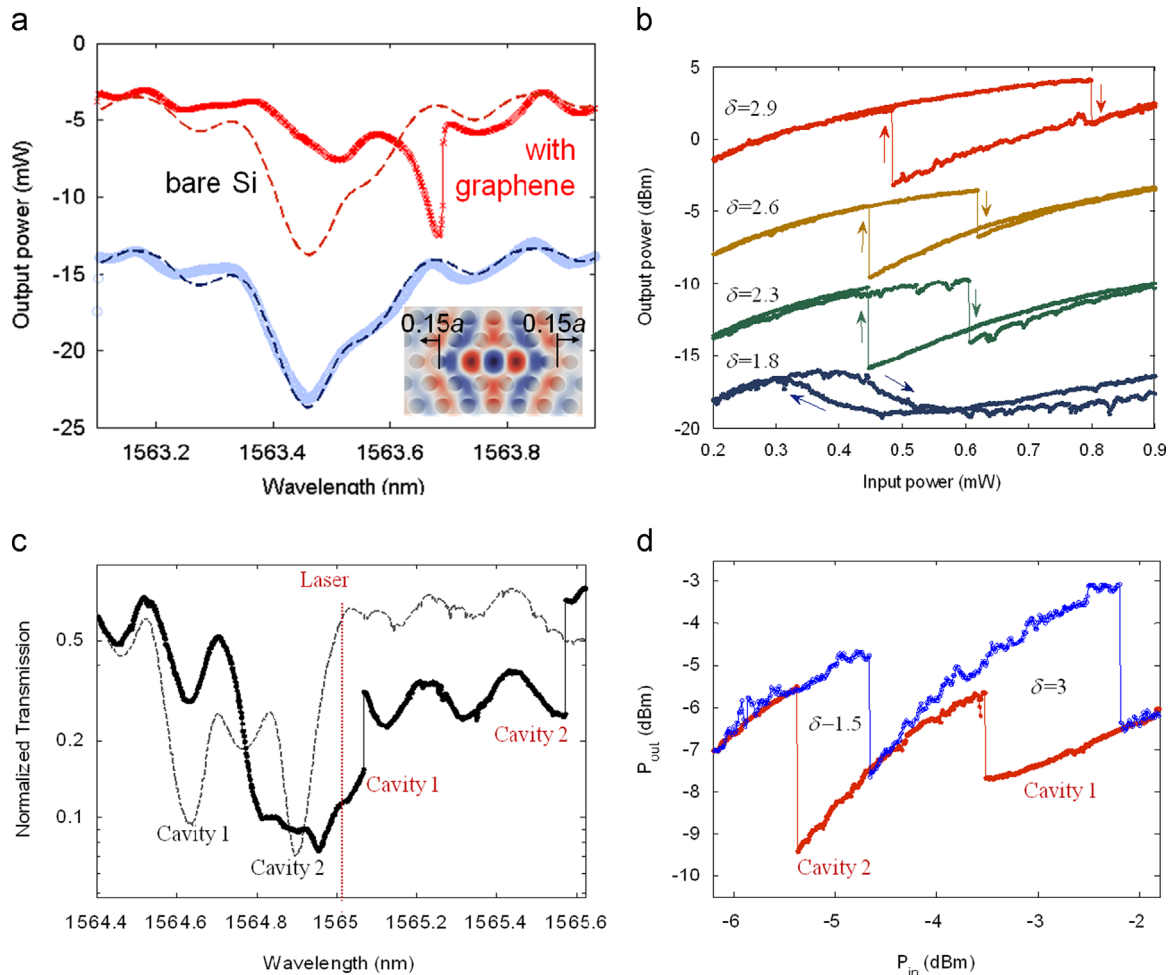 a
0
-5
-10
-15
-20
-25
Output power (mW)
bare Si
with
graphene
0.15a
0.15a
1563.2
1563.4
1563.6
1563.8
Wavelength (nm)
b
5
0
-5
-10
-15
-20
Output power (dBm)
δ=2.9
δ=2.6
δ=2.3
δ=1.8
0.2
0.3
0.4
0.5
0.6
0.7
0.8
0.9
Input power (mW)
c
Laser
0.5
0.2
0.1
Normalized Transmission
Cavity 1
Cavity 2
Cavity 1
Cavity 2
1564.4
1564.6
1564.8
1565
1565.2
1565.4
1565.6
Wavelength (nm)
d
-3
-4
-5
-6
-7
-8
-9
-10
Pout (dBm)
δ=3
δ-1.5
Cavity 1
Cavity 2
-6
-5
-4
-3
-2
Pin (dBm)